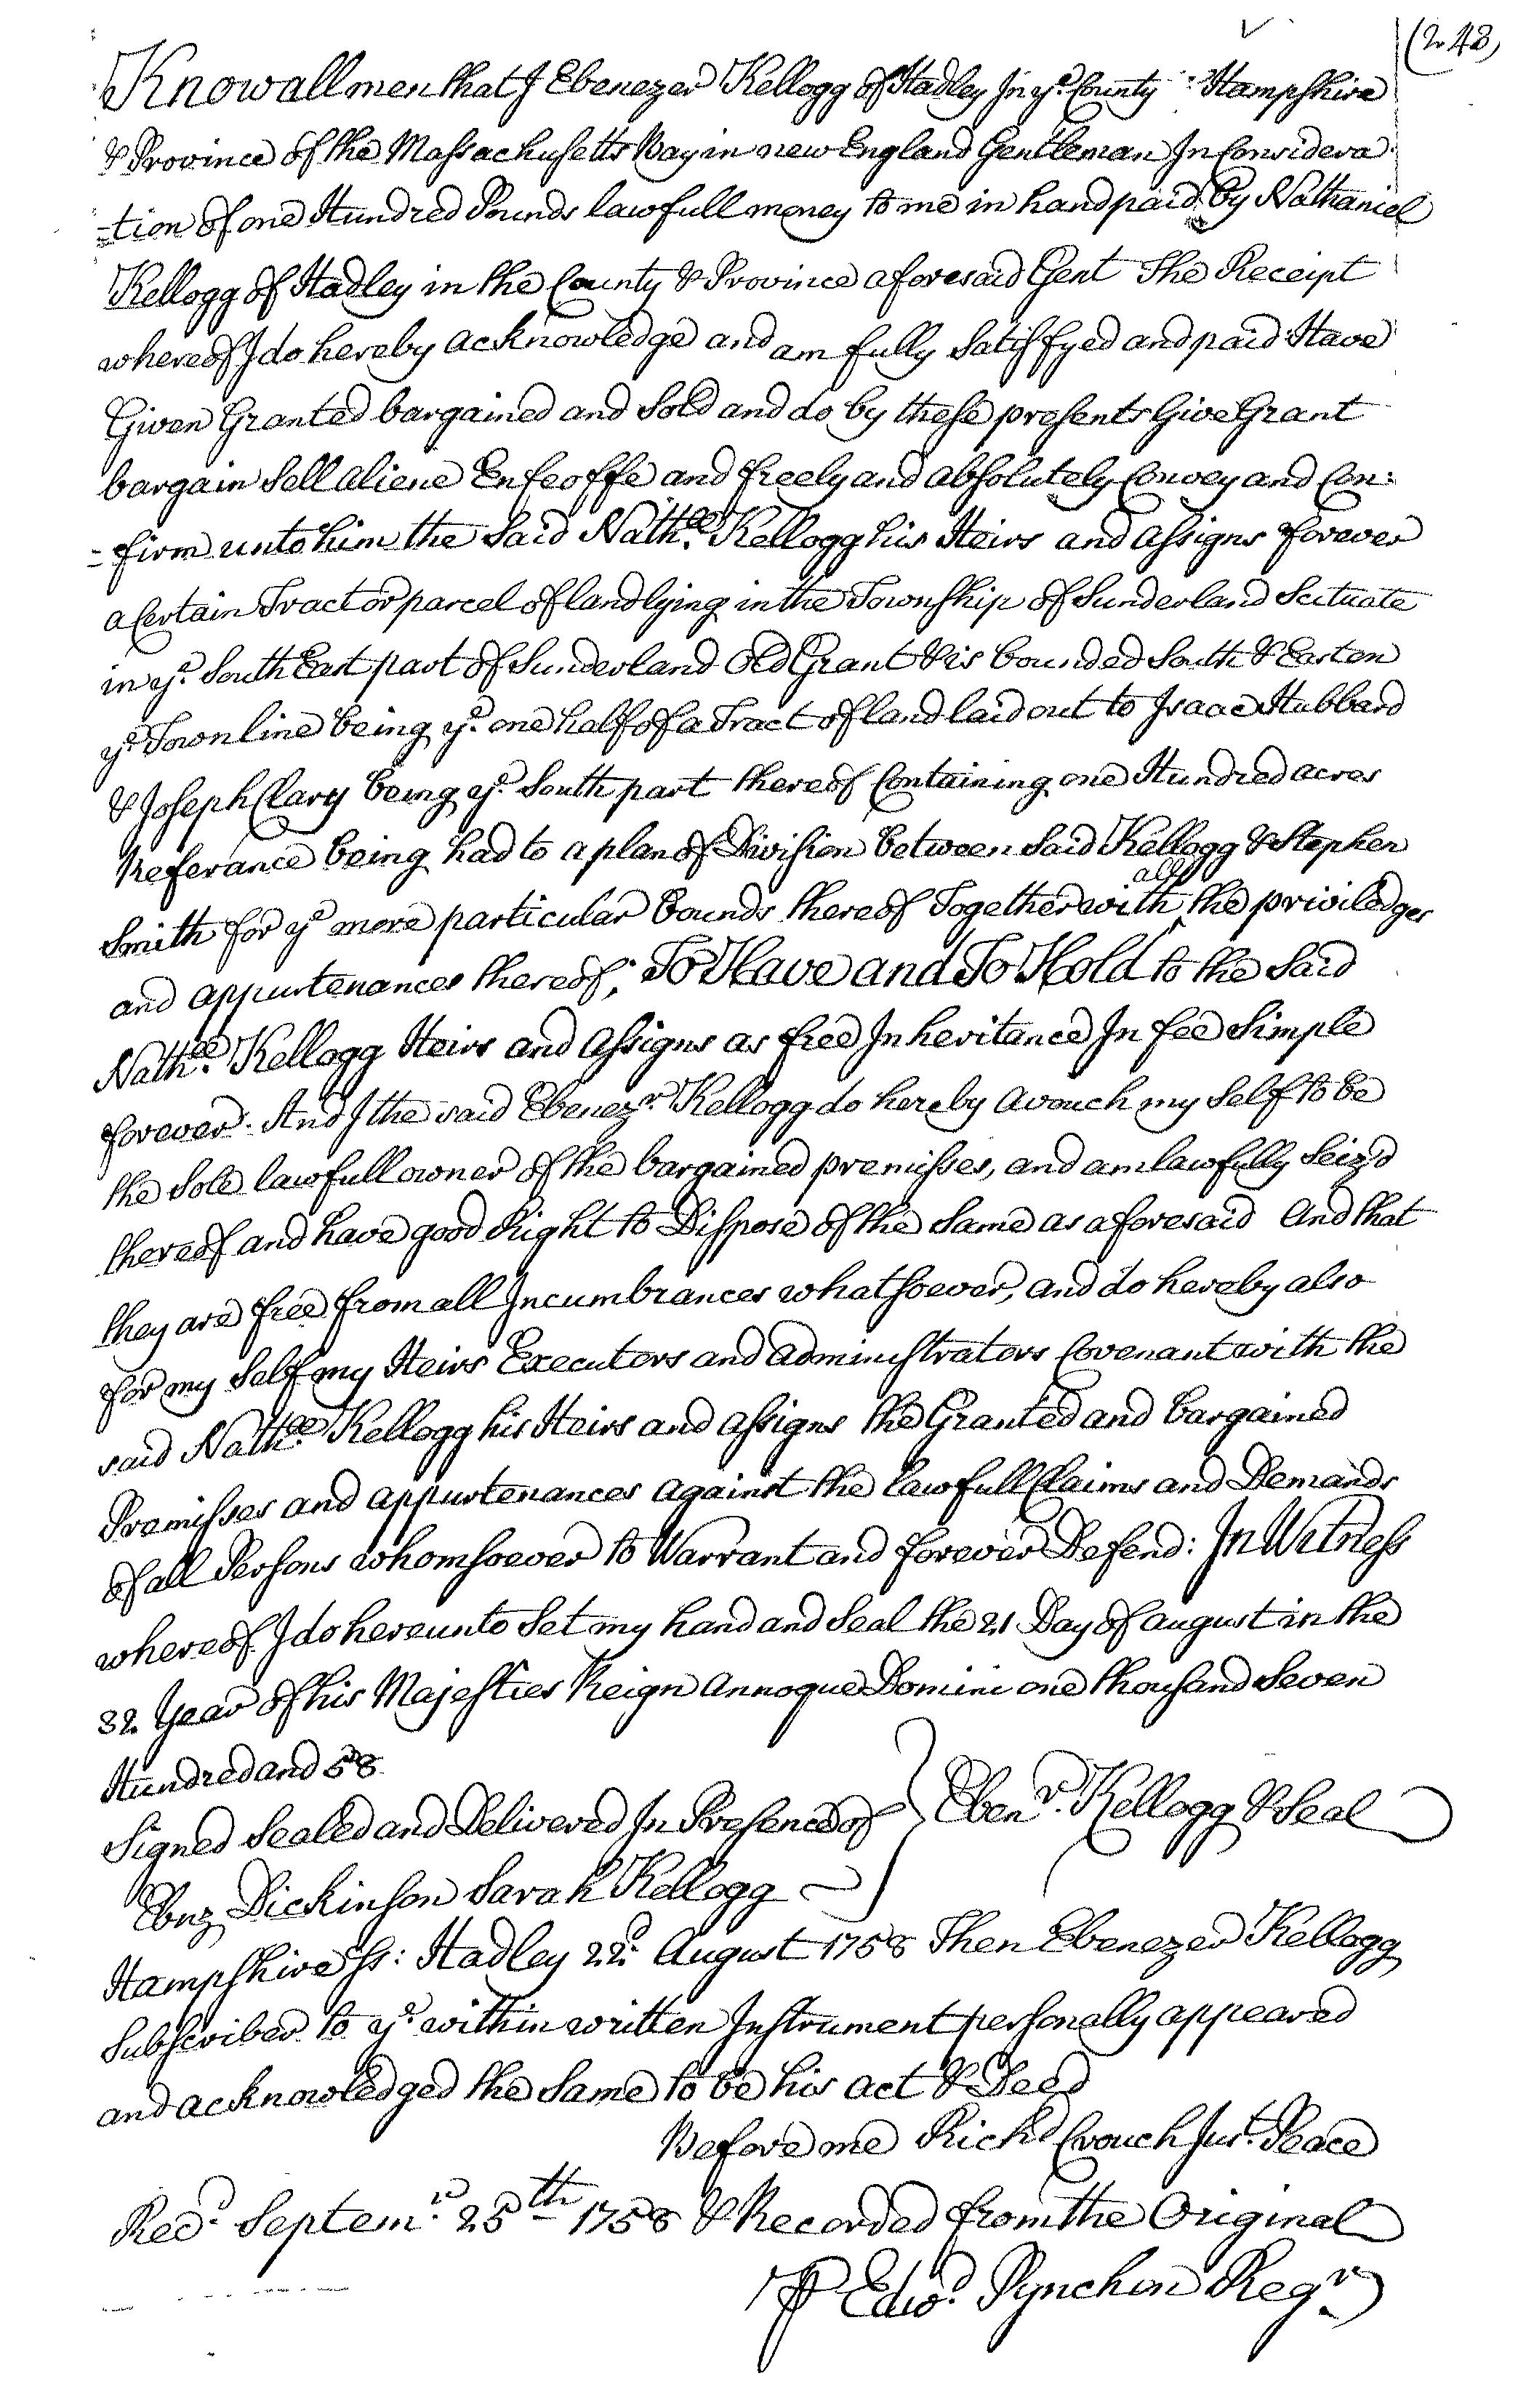 (248)
Know all men that I Ebenezer Kellogg of Hadley In ye County Hampshire
& Province of the Massachusetts Bay in new England Gentleman In Considera
-tion of one Hundred Pounds lawfull money to me in hand paid by Nathaniel
Kellogg of Hadley in the County & Province aforesaid Gent The Receipt
whereof I do hereby acknowledge and am fully Satisfyed and paid Have
Given Granted bargained and Sold and do by these presents Give Grant
bargain Sell aliene Enfeoffe and freely and absolutely Convey and Con:
-firm unto him the Said Nathll Kellogg his Heirs and assigns forever
a Certain Tract or parcel of land lying in the Township of Sunderland Scituate
in ye South East part of Sunderland Old Grant & is bounded South & East on
ye Town line being ye one half of a Tract of land laid out to Isaac Hubbard
& Joseph Clary being ye South part thereof Containing one Hundred acres
Referance being had to a plan of Division between Said Kellogg & Stephen
Smith for ye more particular bounds thereof Together with all the priviledges
and appurtenances thereof; To Have and To Hold to the Said
Nathll Kellogg Heirs and assigns as free Inheritance In fee Simple
forever. And I the said Ebenezr Kellogg do hereby avouch my Self to be
the Sole lawfull owner of the bargained premisses, and am lawfully Seiz'd
thereof and have good Right to Dispose of the Same as aforesaid And that
they are free from all Incumbrances whatsoever, and do hereby also
for my Self my Heirs Executors and administrators Covenant with the
said Nathll Kellogg his Heirs and assigns the Granted and bargained
Premisses and appurtenances against the lawfull Claims and Demands
of all Persons whomsoever to Warrant and forever Defend: In Witness
whereof I do hereunto Set my hand and Seal the 21 Day of august in the
32 Year of his Majesties Reign annoque Domini one thousand Seven
Hundred and 58
Signed Sealed and Delivered In Presence of } Ebenr. Kellogg & Seal
Ebnz Dickinson Sarah Kellogg
Hampshire ss: Hadley 22d August 1758 Then Ebenezer Kellogg
Subscriber to ye within written Instrument personally appeared
and acknowledged the Same to be his act & Deed
Before me Richd Crouch Just. Peace
Recd Septemr 25th 1758 & Recorded from the Original
P Edwd Pynchon Regr